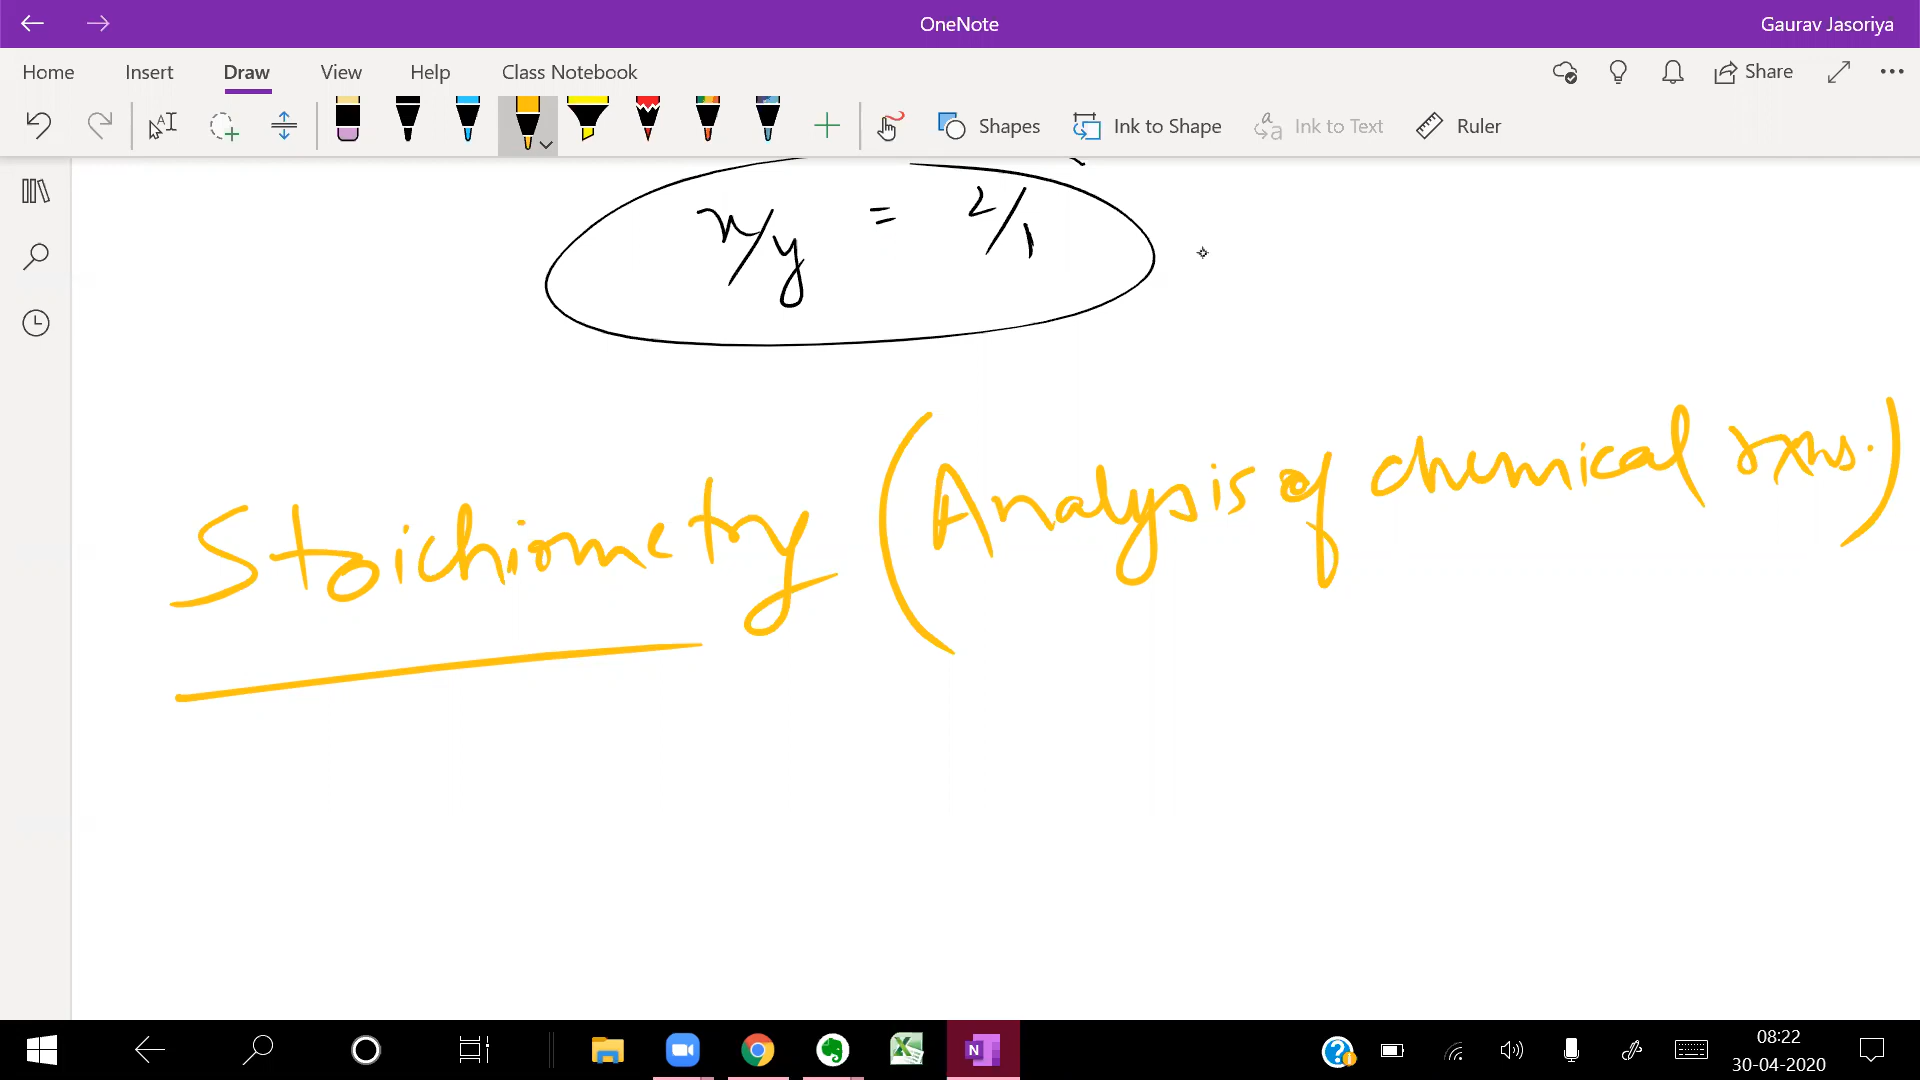 OneNote
Gaurav Jasoriya
Home Insert Draw View Help Class Notebook Share
Shapes Ink to Shape Ink to Text Ruler
x/y = 2/1
Stoichiometry (Analysis of chemical rxns.)
08:22
30-04-2020